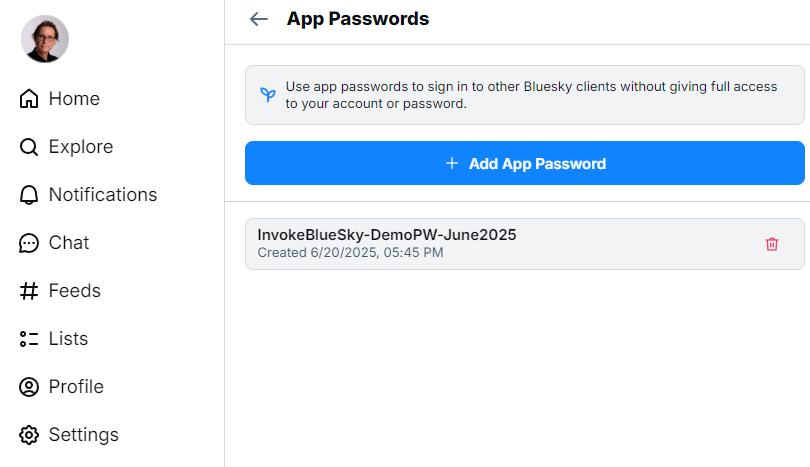 App Passwords
Home
Explore
Notifications
Chat
Feeds
Lists
Profile
Settings
Use app passwords to sign in to other Bluesky clients without giving full access
to your account or password.
+ Add App Password
InvokeBlueSky-DemoPW-June2025
Created 6/20/2025, 05:45 PM